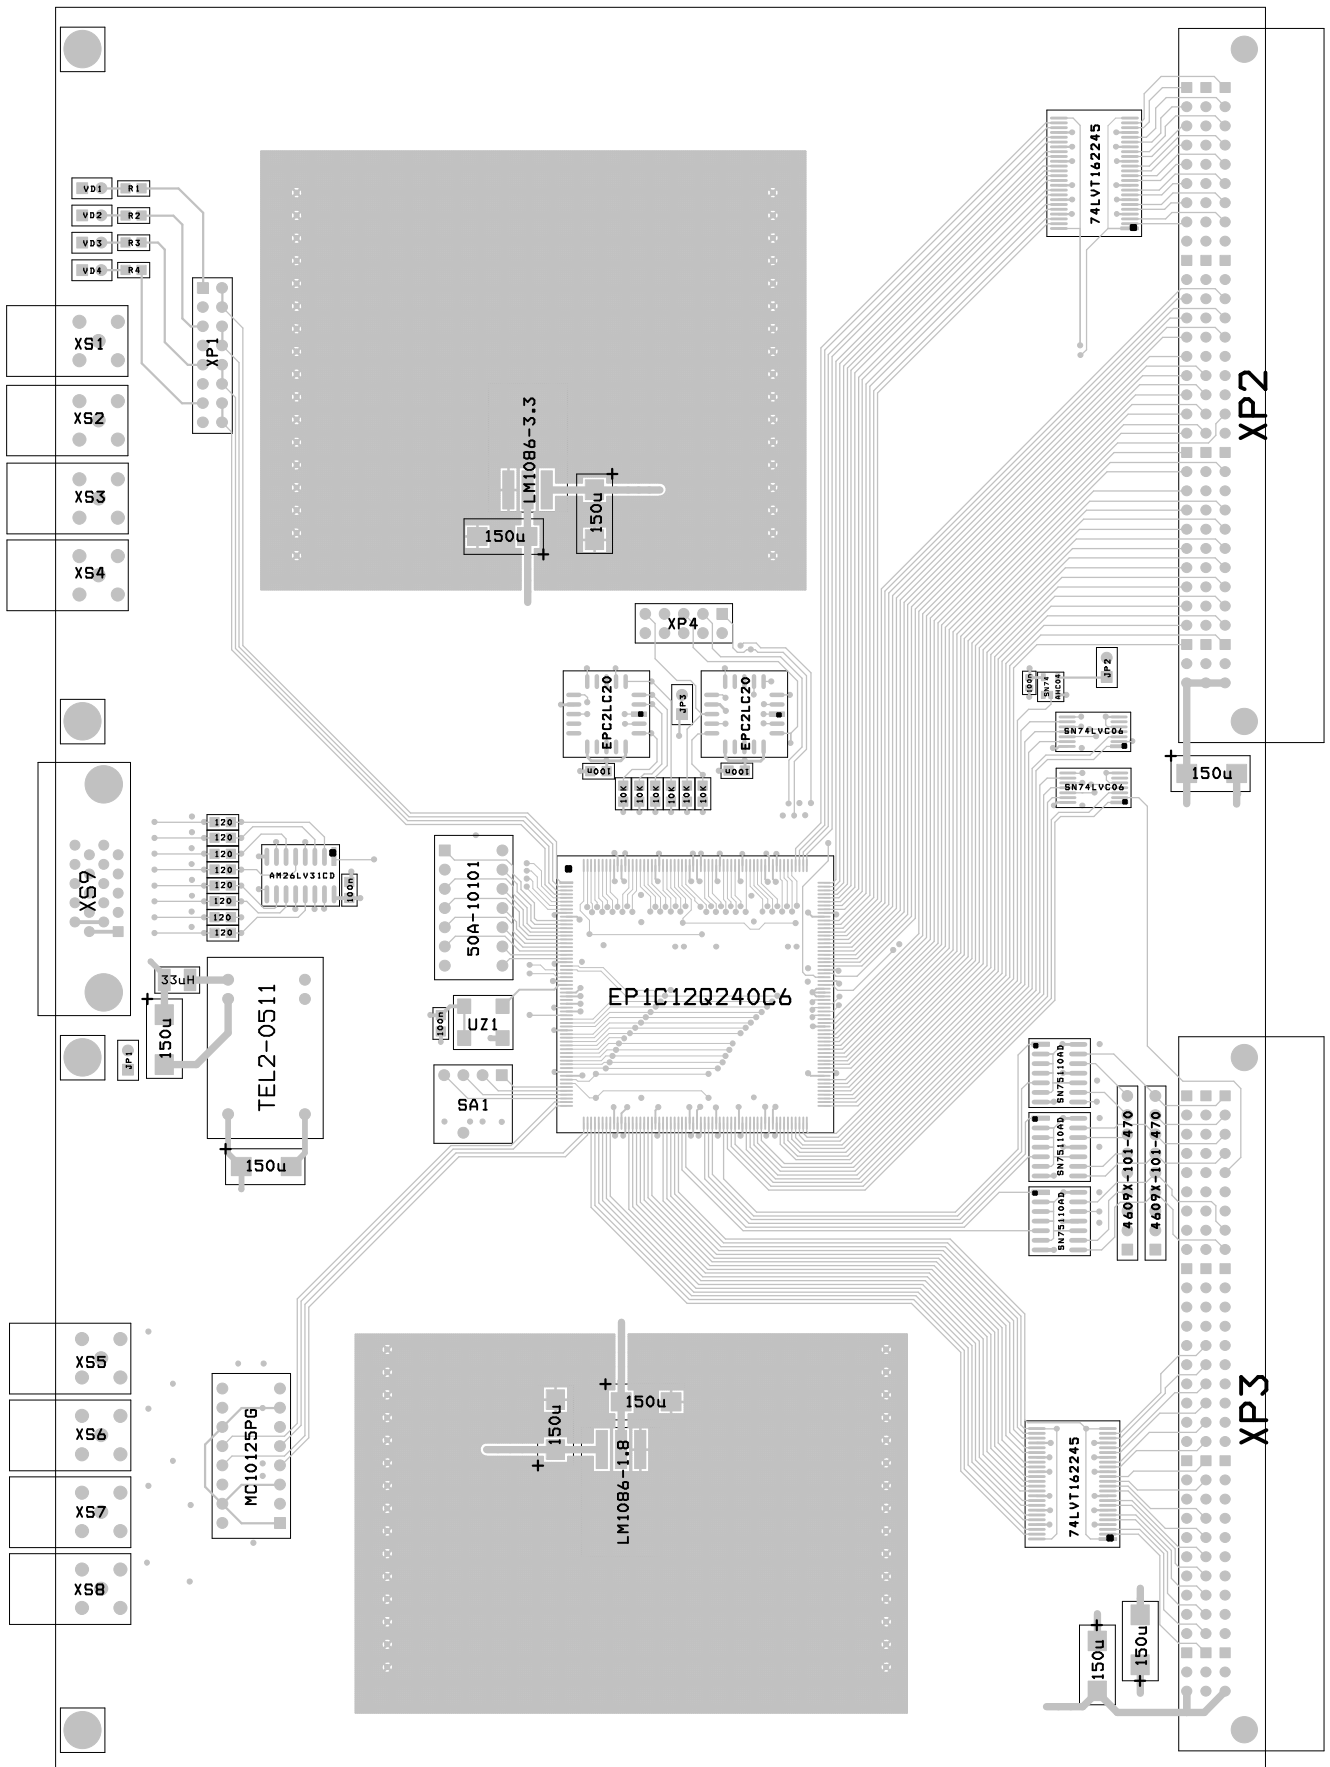 74LVT162245
XP2
VD1 R1
VD2 R2
VD3 R3
VD4 R4
XP1
XS1
XS2
XS3
XS4
LM1086-3.3
+
150u
150u
+
XP4
EPC2LC20
JP3
EPC2LC20
100n
100n
10K 10K 10K 10K 10K 10K
100n
SN74
AHC04
JP2
SN74LVC06
SN74LVC06
+
150u
XS9
120
120
120
120
120
120
120
120
AM26LV31CD
100n
50A-10101
EP1C12Q240C6
33uH
+
150u
JP1
TEL2-0511
100n
UZ1
SA1
+
150u
SN75110AD
SN75110AD
SN75110AD
4609X-101-470
4609X-101-470
XS5
XS6
XS7
XS8
MC10125PG
+
150u
150u
+
LM1086-1.8
74LVT162245
XP3
+
150u
150u
+